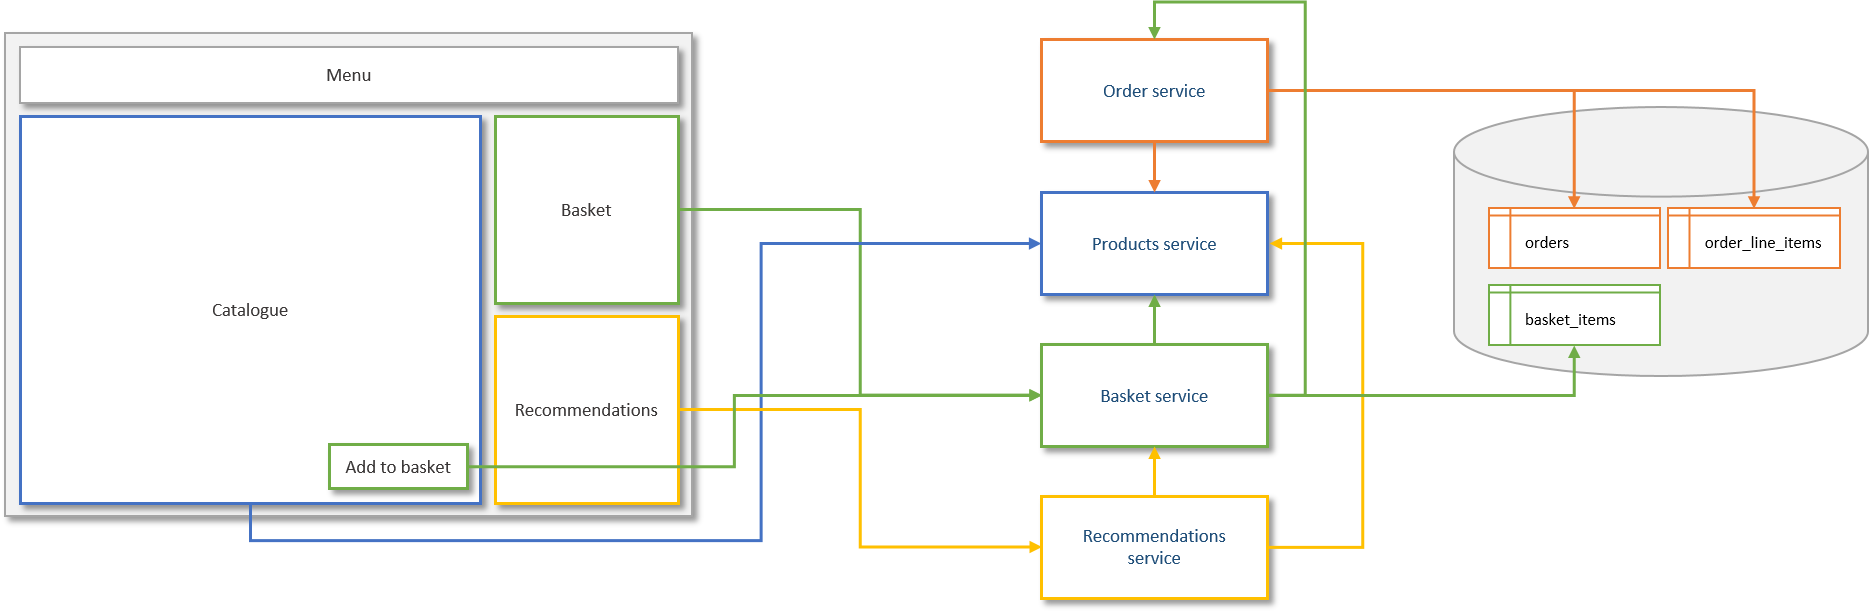 Menu
Catalogue
Add to basket
Basket
Recommendations
Order service
Products service
Basket service
Recommendations
service
orders
order_line_items
basket_items